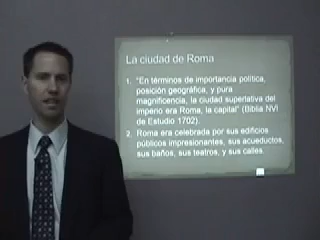 La ciudad de Roma
1. "En términos de importancia política,
posición geográfica, y pura
magnificencia, la ciudad superlativa del
imperio era Roma, la capital" (Biblia NVI
de Estudio 1702).
2. Roma era celebrada por sus edificios
públicos impresionantes, sus acueductos,
sus baños, sus teatros, y sus calles.